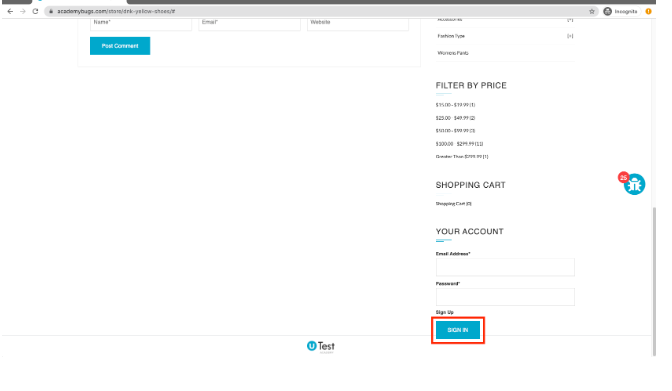 academybugs.com/store/dnk-yellow-shoes/#
Incognito
Name*
Email*
Website
Post Comment
Accessories (+)
Fashion Type (+)
Womens Pants
FILTER BY PRICE
$15.00 - $19.99 (1)
$25.00 - $49.99 (2)
$50.00 - $99.99 (3)
$100.00 - $299.99 (11)
Greater Than $299.99 (1)
25
SHOPPING CART
Shopping Cart (0)
YOUR ACCOUNT
Email Address*
Password*
Sign Up
SIGN IN
uTest